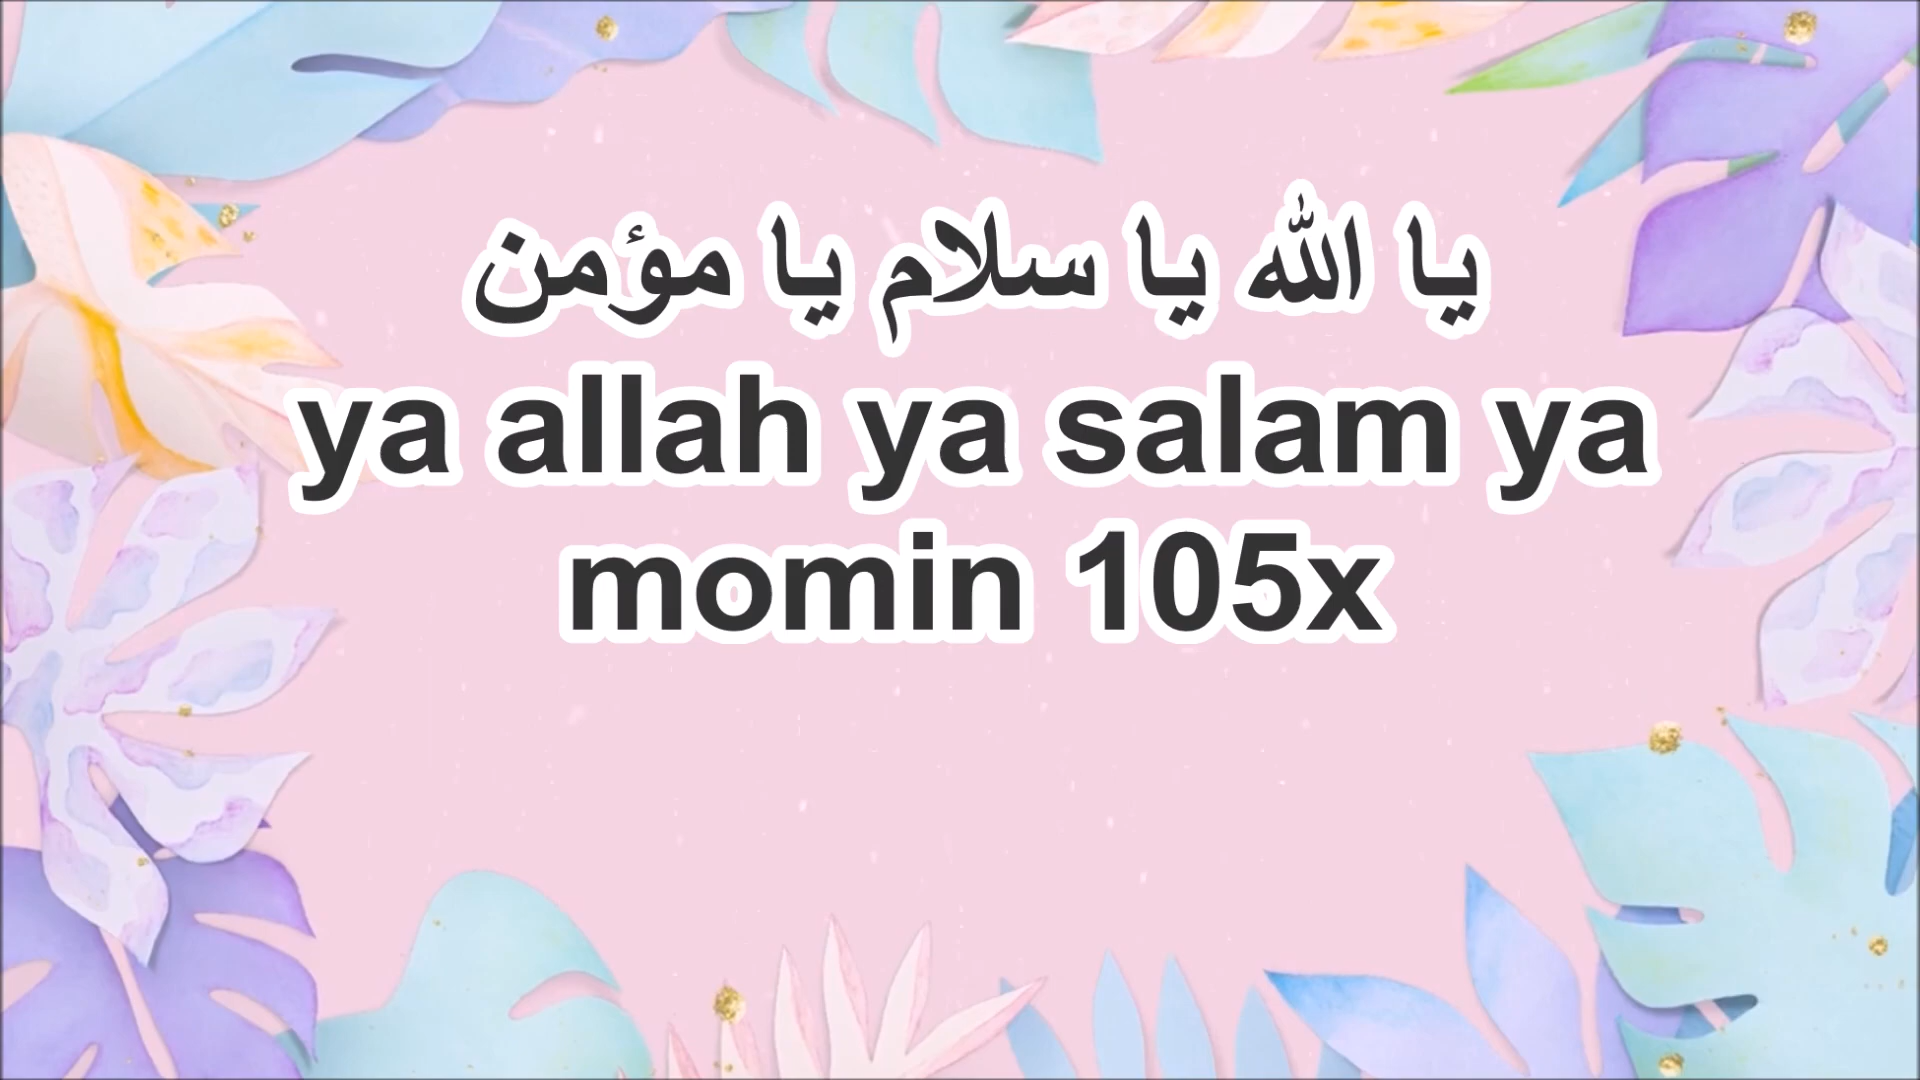 يا الله يا سلام يا مؤمن
ya allah ya salam ya
momin 105x